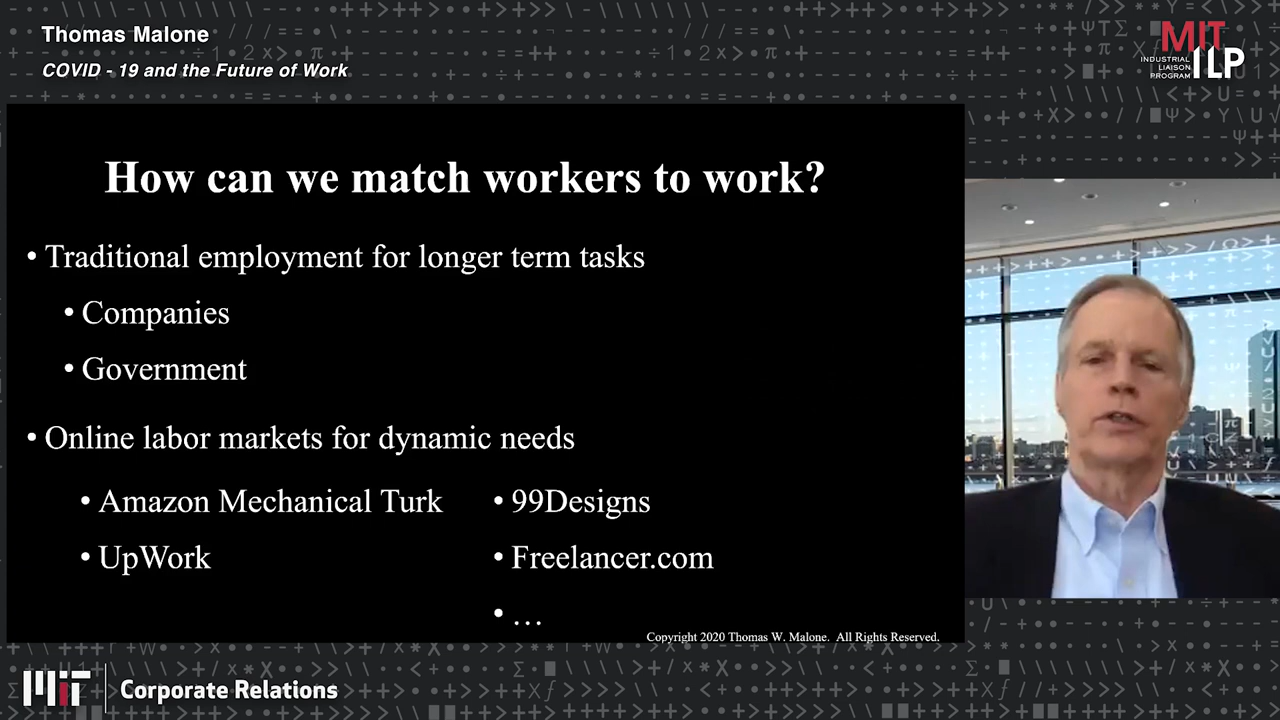 Thomas Malone
COVID - 19 and the Future of Work
MIT
INDUSTRIAL
LIAISON
PROGRAM
ILP
How can we match workers to work?
• Traditional employment for longer term tasks
• Companies
• Government
• Online labor markets for dynamic needs
• Amazon Mechanical Turk
• UpWork
• 99Designs
• Freelancer.com
• …
Copyright 2020 Thomas W. Malone. All Rights Reserved.
MIT
Corporate Relations